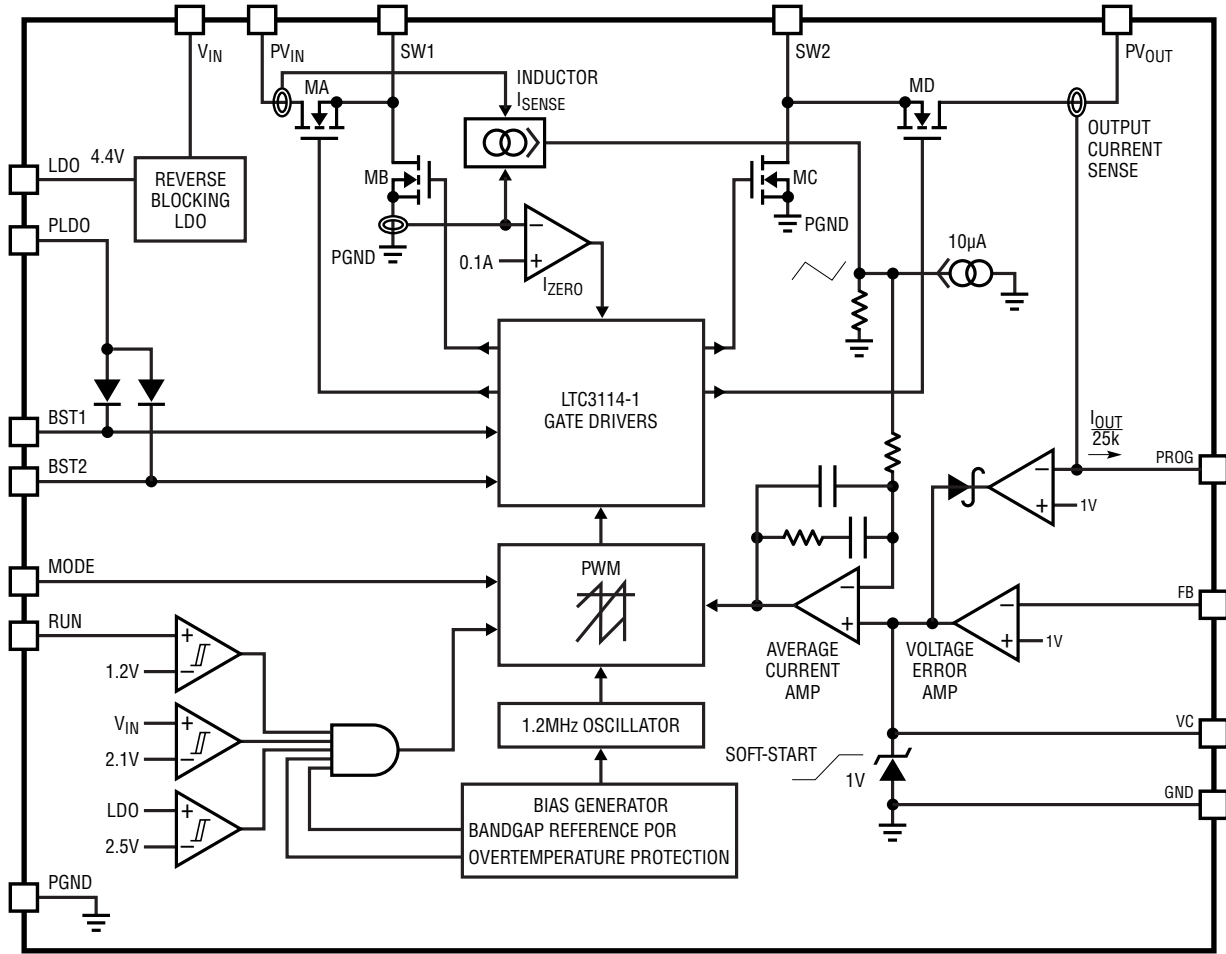 VIN
PVIN
SW1
SW2
PVOUT
MA
INDUCTOR
ISENSE
MD
OUTPUT
CURRENT
SENSE
LDO
4.4V
REVERSE
BLOCKING
LDO
MB
MC
PLDO
PGND
PGND
0.1A
IZERO
10µA
LTC3114-1
GATE DRIVERS
BST1
BST2
IOUT
25k
PROG
1V
MODE
PWM
RUN
FB
1V
1.2V
AVERAGE
CURRENT
AMP
VOLTAGE
ERROR
AMP
VIN
2.1V
1.2MHz OSCILLATOR
VC
SOFT-START
1V
GND
LDO
2.5V
BIAS GENERATOR
BANDGAP REFERENCE POR
OVERTEMPERATURE PROTECTION
PGND